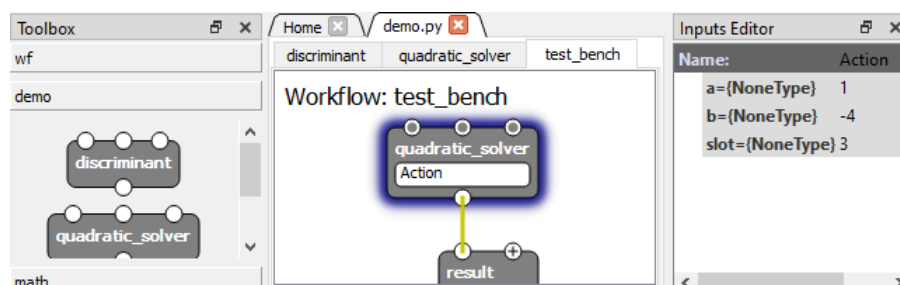 Toolbox
wf
demo
discriminant
quadratic_solver
math
Home
demo.py
discriminant
quadratic_solver
test_bench
Workflow: test_bench
quadratic_solver
Action
result
Inputs Editor
Name: Action
a={NoneType} 1
b={NoneType} -4
slot={NoneType} 3